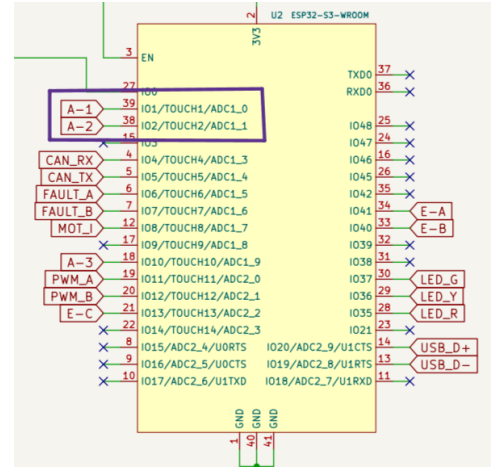 2 U2 ESP32-S3-WROOM
3V3
3 EN
TXD0 37
RXD0 36
27 IO0
A-1 39 IO1/TOUCH1/ADC1_0
A-2 38 IO2/TOUCH2/ADC1_1
IO48 25
15 IO3
IO47 24
CAN_RX 4 IO4/TOUCH4/ADC1_3
IO46 16
CAN_TX 5 IO5/TOUCH5/ADC1_4
IO45 26
FAULT_A 6 IO6/TOUCH6/ADC1_5
IO42 35
FAULT_B 7 IO7/TOUCH7/ADC1_6
IO41 34 E-A
MOT_I 12 IO8/TOUCH8/ADC1_7
IO40 33 E-B
17 IO9/TOUCH9/ADC1_8
IO39 32
A-3 18 IO10/TOUCH10/ADC1_9
IO38 31
PWM_A 19 IO11/TOUCH11/ADC2_0
IO37 30 LED_G
PWM_B 20 IO12/TOUCH12/ADC2_1
IO36 29 LED_Y
E-C 21 IO13/TOUCH13/ADC2_2
IO35 28 LED_R
22 IO14/TOUCH14/ADC2_3
IO21 23
8 IO15/ADC2_4/U0RTS
IO20/ADC2_9/U1CTS 14 USB_D+
9 IO16/ADC2_5/U0CTS
IO19/ADC2_8/U1RTS 13 USB_D-
10 IO17/ADC2_6/U1TXD
IO18/ADC2_7/U1RXD 11
GND GND GND
1 40 41